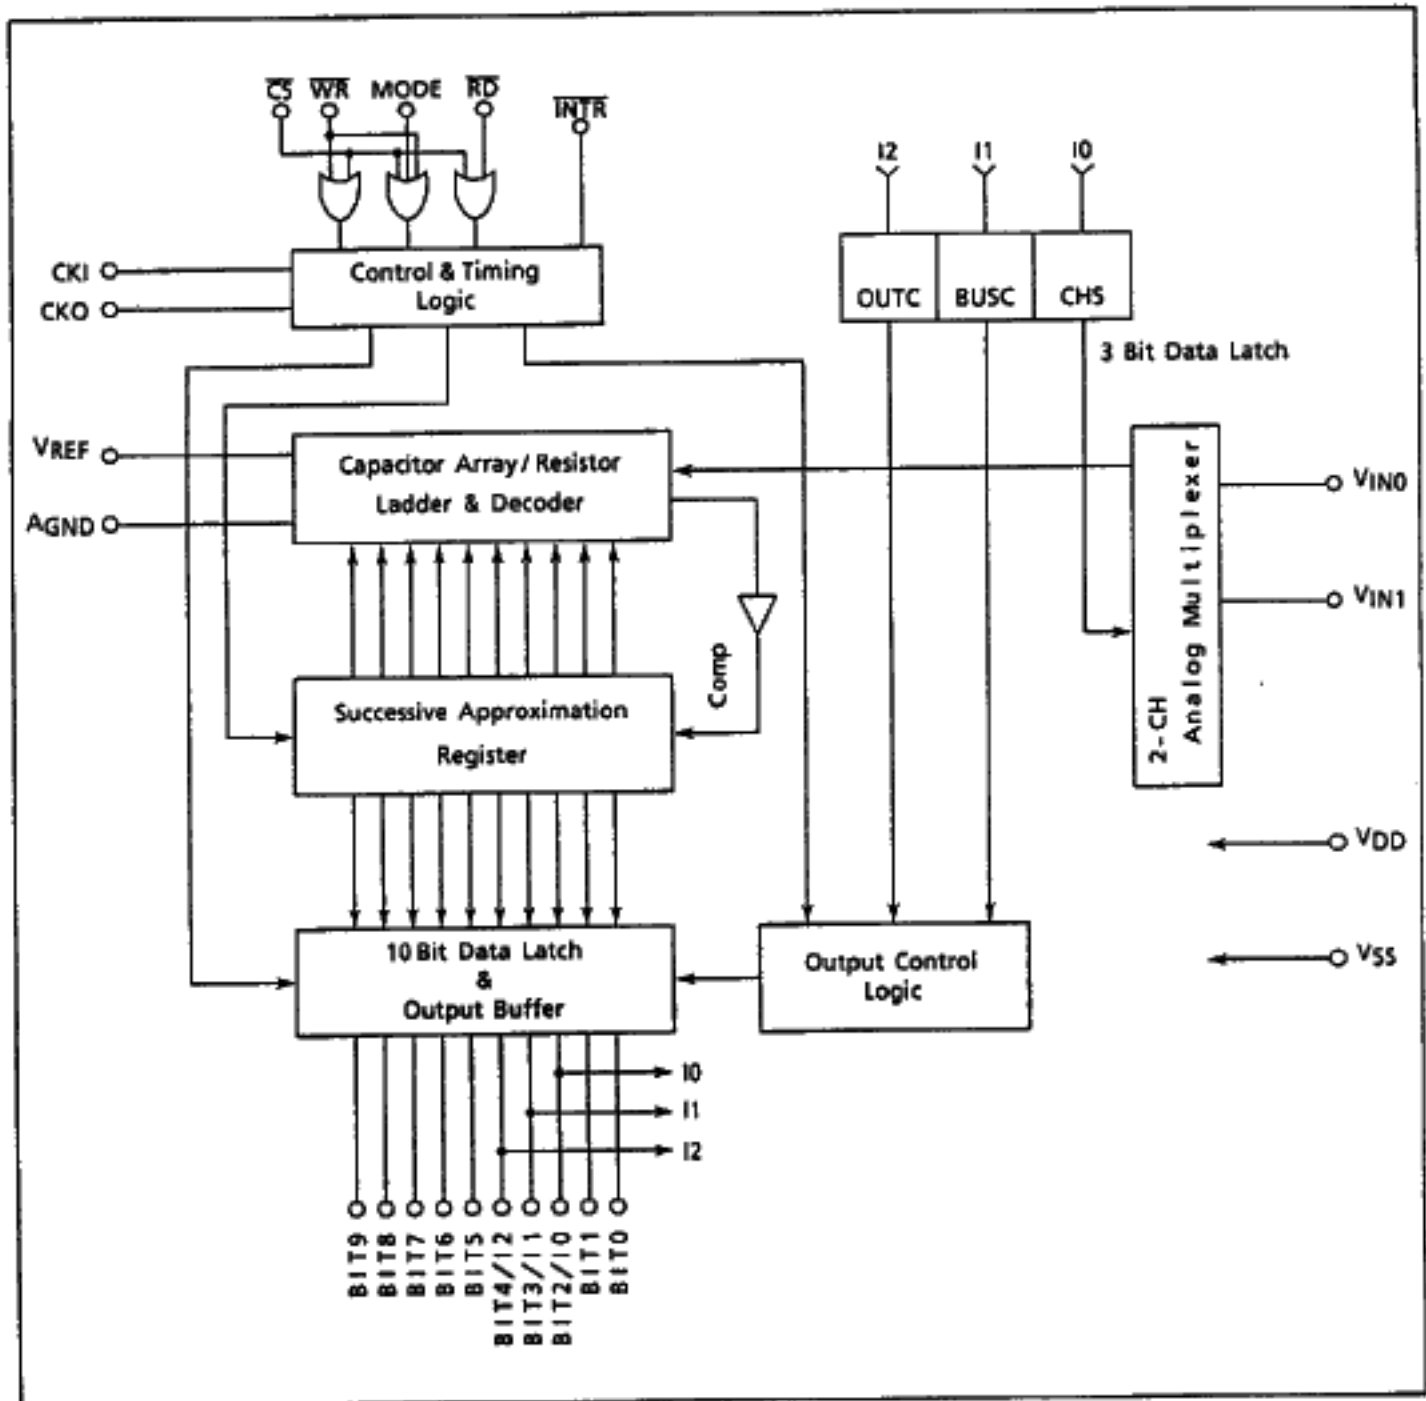 CS WR MODE RD
INTR
I2 I1 I0
CKI
CKO
Control & Timing
Logic
OUTC BUSC CHS
3 Bit Data Latch
VREF
AGND
Capacitor Array / Resistor
Ladder & Decoder
2-CH
Analog Multiplexer
VIN0
VIN1
Comp
Successive Approximation
Register
VDD
VSS
10 Bit Data Latch
&
Output Buffer
Output Control
Logic
I0
I1
I2
BIT9
BIT8
BIT7
BIT6
BIT5
BIT4/I2
BIT3/I1
BIT2/I0
BIT1
BIT0